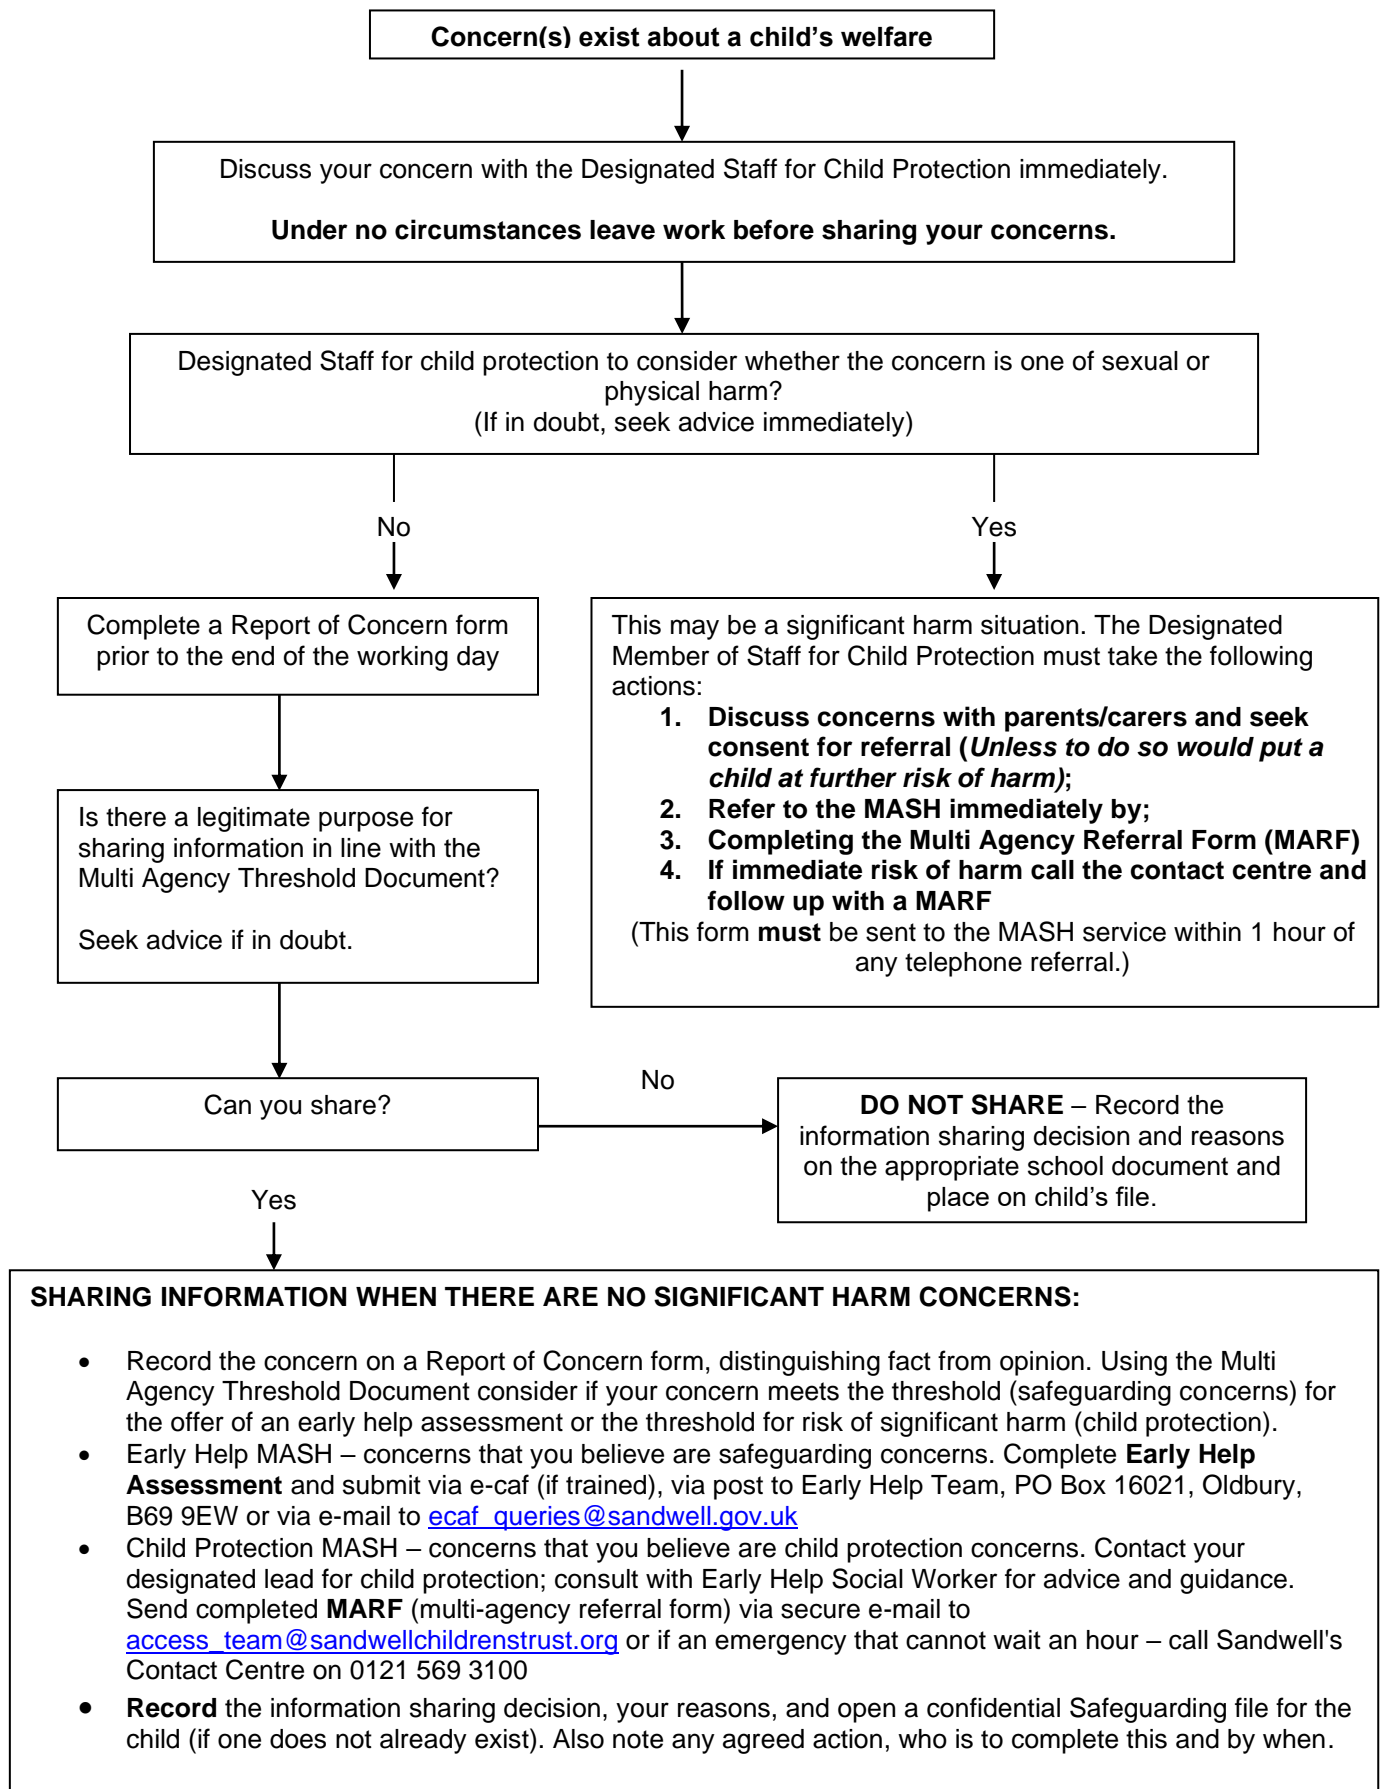 Concern(s) exist about a child’s welfare
Discuss your concern with the Designated Staff for Child Protection immediately.
Under no circumstances leave work before sharing your concerns.
Designated Staff for child protection to consider whether the concern is one of sexual or
physical harm?
(If in doubt, seek advice immediately)
No
Yes
Complete a Report of Concern form
prior to the end of the working day
This may be a significant harm situation. The Designated
Member of Staff for Child Protection must take the following
actions:
1. Discuss concerns with parents/carers and seek
consent for referral (Unless to do so would put a
child at further risk of harm);
2. Refer to the MASH immediately by;
3. Completing the Multi Agency Referral Form (MARF)
4. If immediate risk of harm call the contact centre and
follow up with a MARF
(This form must be sent to the MASH service within 1 hour of
any telephone referral.)
Is there a legitimate purpose for
sharing information in line with the
Multi Agency Threshold Document?
Seek advice if in doubt.
Can you share?
No
DO NOT SHARE – Record the
information sharing decision and reasons
on the appropriate school document and
place on child’s file.
Yes
SHARING INFORMATION WHEN THERE ARE NO SIGNIFICANT HARM CONCERNS:
• Record the concern on a Report of Concern form, distinguishing fact from opinion. Using the Multi
Agency Threshold Document consider if your concern meets the threshold (safeguarding concerns) for
the offer of an early help assessment or the threshold for risk of significant harm (child protection).
• Early Help MASH – concerns that you believe are safeguarding concerns. Complete Early Help
Assessment and submit via e-caf (if trained), via post to Early Help Team, PO Box 16021, Oldbury,
B69 9EW or via e-mail to ecaf_queries@sandwell.gov.uk
• Child Protection MASH – concerns that you believe are child protection concerns. Contact your
designated lead for child protection; consult with Early Help Social Worker for advice and guidance.
Send completed MARF (multi-agency referral form) via secure e-mail to
access_team@sandwellchildrenstrust.org or if an emergency that cannot wait an hour – call Sandwell's
Contact Centre on 0121 569 3100
• Record the information sharing decision, your reasons, and open a confidential Safeguarding file for the
child (if one does not already exist). Also note any agreed action, who is to complete this and by when.